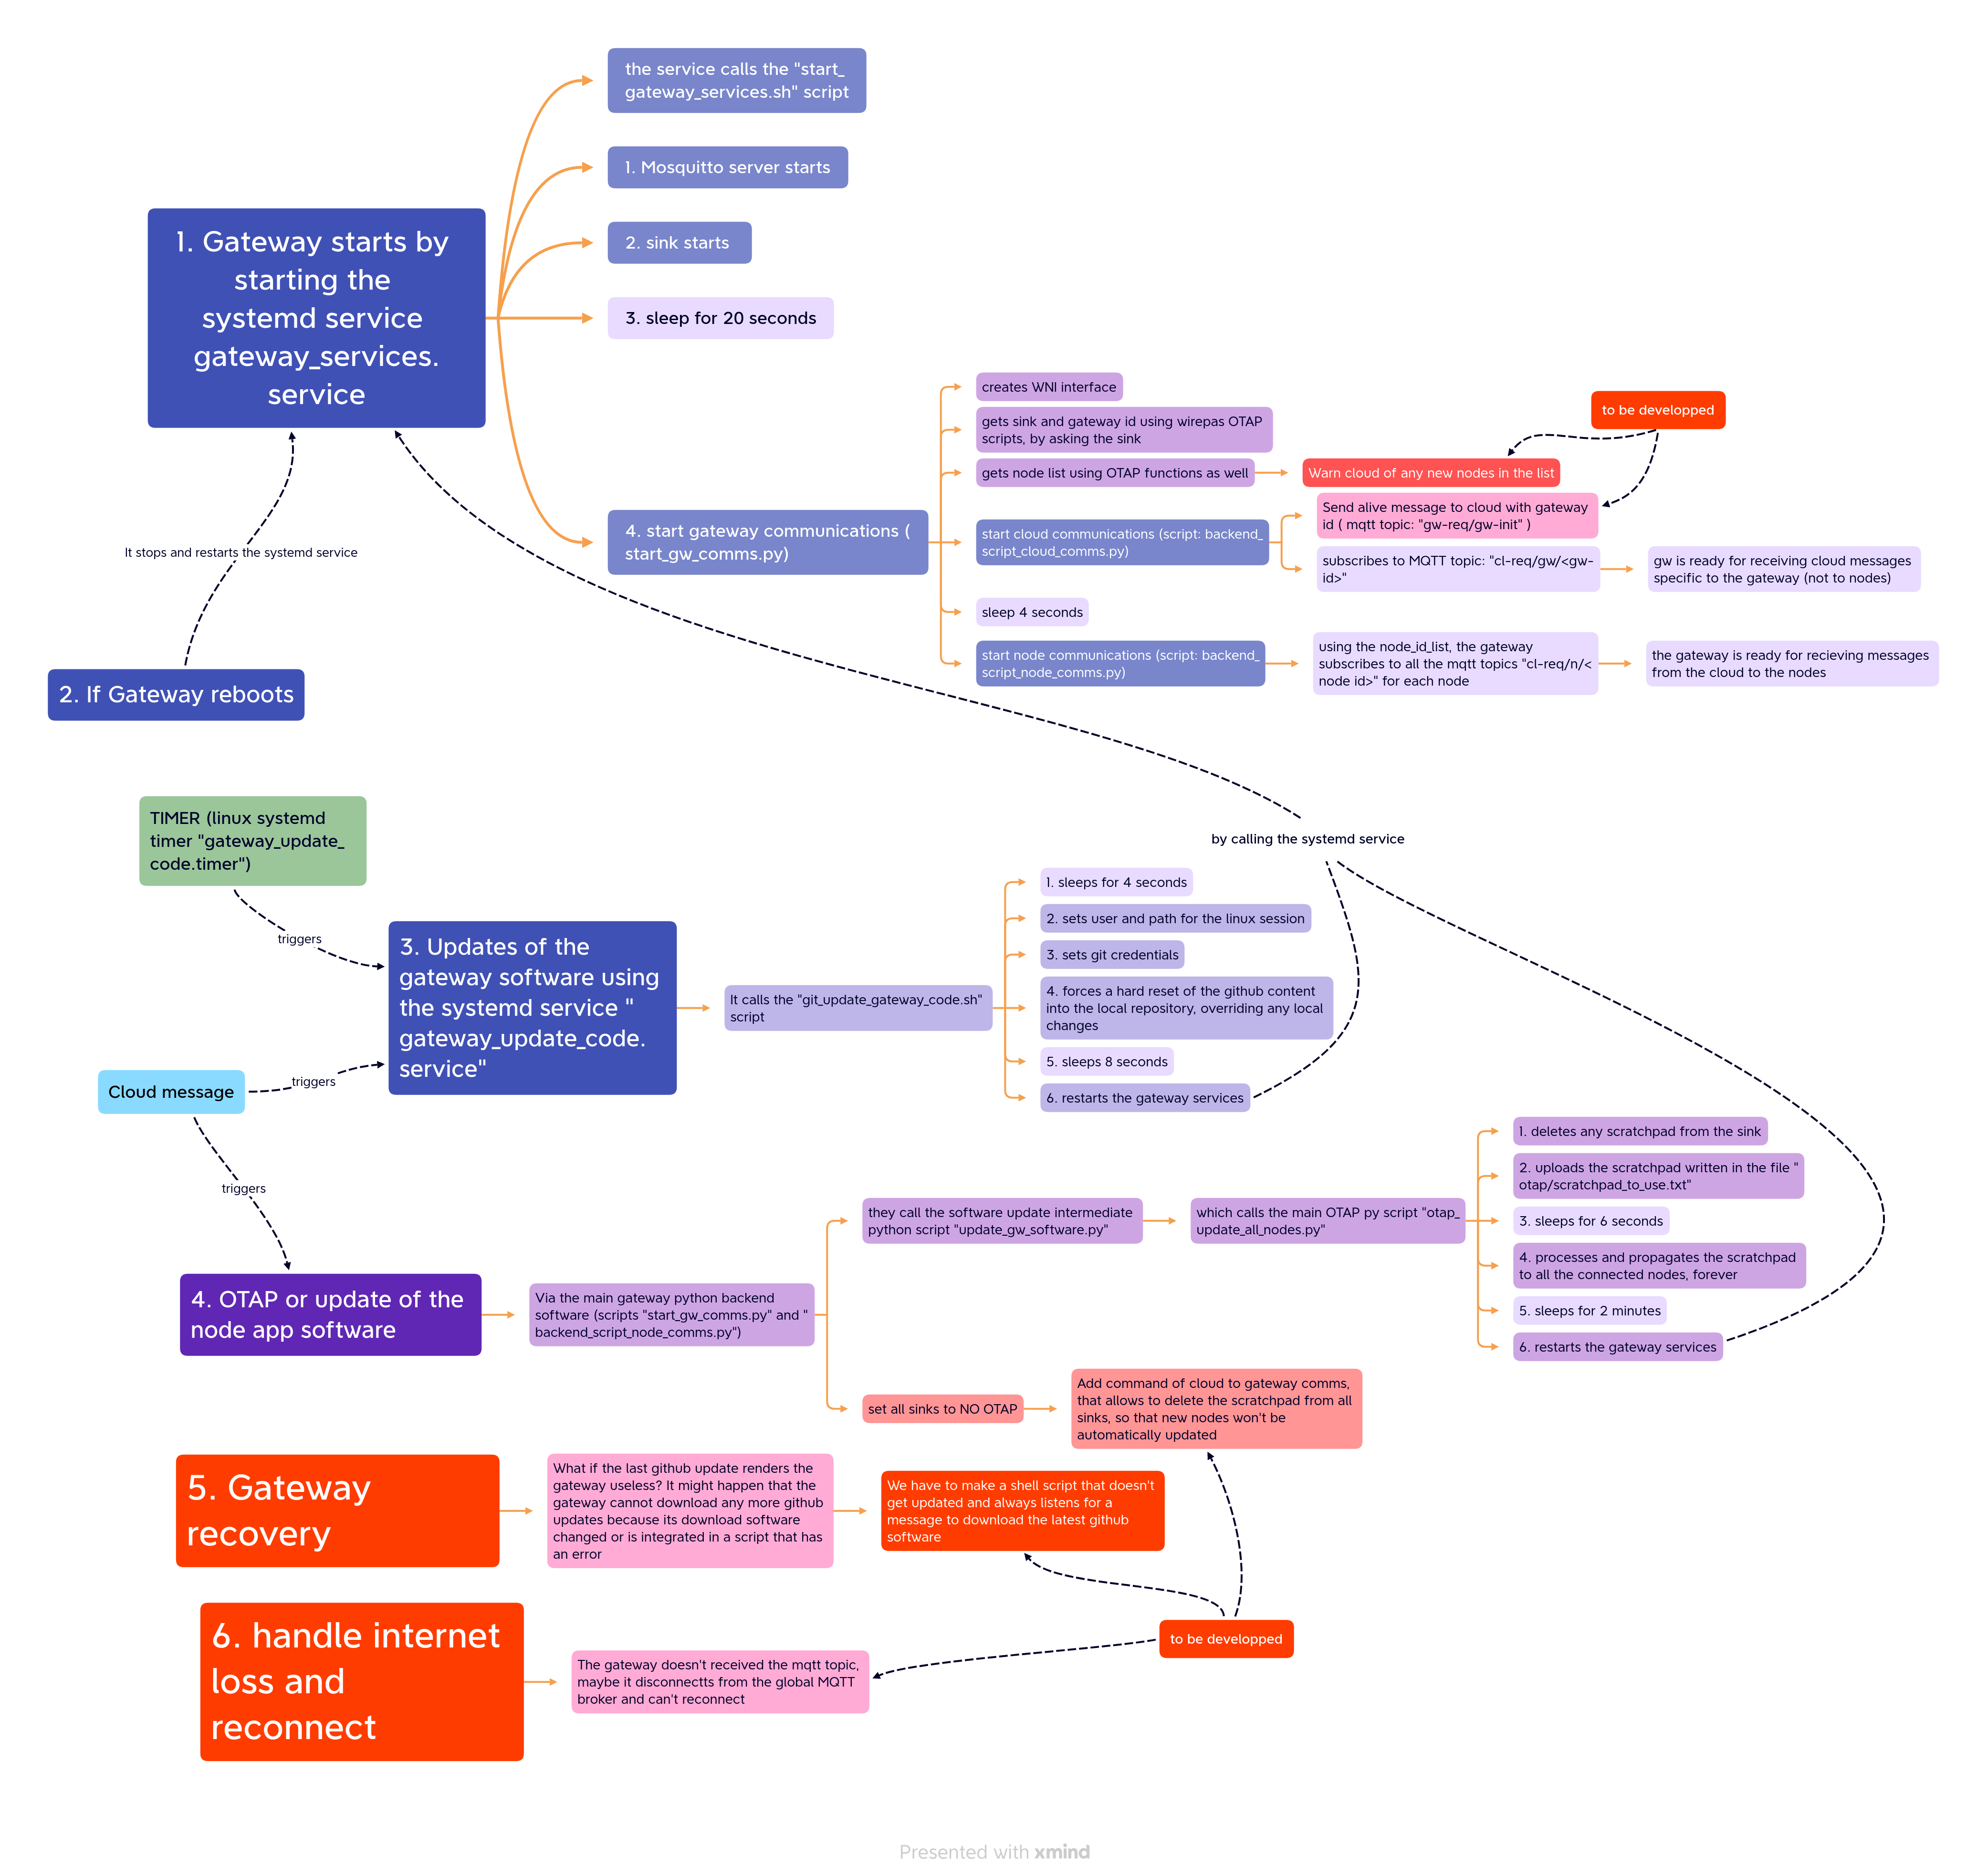 the service calls the "start_
gateway_services.sh" script
1. Mosquitto server starts
2. sink starts
3. sleep for 20 seconds
1. Gateway starts by
starting the
systemd service
gateway_services.
service
4. start gateway communications (
start_gw_comms.py)
creates WNI interface
gets sink and gateway id using wirepas OTAP
scripts, by asking the sink
gets node list using OTAP functions as well
Warn cloud of any new nodes in the list
to be developped
start cloud communications (script: backend_
script_cloud_comms.py)
Send alive message to cloud with gateway
id ( mqtt topic: "gw-req/gw-init" )
subscribes to MQTT topic: "cl-req/gw/<gw-
id>"
gw is ready for receiving cloud messages
specific to the gateway (not to nodes)
sleep 4 seconds
start node communications (script: backend_
script_node_comms.py)
using the node_id_list, the gateway
subscribes to all the mqtt topics "cl-req/n/<
node id>" for each node
the gateway is ready for recieving messages
from the cloud to the nodes
It stops and restarts the systemd service
2. If Gateway reboots
TIMER (linux systemd
timer "gateway_update_
code.timer")
triggers
by calling the systemd service
3. Updates of the
gateway software using
the systemd service "
gateway_update_code.
service"
It calls the "git_update_gateway_code.sh"
script
1. sleeps for 4 seconds
2. sets user and path for the linux session
3. sets git credentials
4. forces a hard reset of the github content
into the local repository, overriding any local
changes
5. sleeps 8 seconds
6. restarts the gateway services
Cloud message
triggers
triggers
4. OTAP or update of the
node app software
Via the main gateway python backend
software (scripts "start_gw_comms.py" and "
backend_script_node_comms.py")
they call the software update intermediate
python script "update_gw_software.py"
which calls the main OTAP py script "otap_
update_all_nodes.py"
1. deletes any scratchpad from the sink
2. uploads the scratchpad written in the file "
otap/scratchpad_to_use.txt"
3. sleeps for 6 seconds
4. processes and propagates the scratchpad
to all the connected nodes, forever
5. sleeps for 2 minutes
6. restarts the gateway services
set all sinks to NO OTAP
Add command of cloud to gateway comms,
that allows to delete the scratchpad from all
sinks, so that new nodes won't be
automatically updated
5. Gateway
recovery
What if the last github update renders the
gateway useless? It might happen that the
gateway cannot download any more github
updates because its download software
changed or is integrated in a script that has
an error
We have to make a shell script that doesn't
get updated and always listens for a
message to download the latest github
software
to be developped
6. handle internet
loss and
reconnect
The gateway doesn't received the mqtt topic,
maybe it disconnectts from the global MQTT
broker and can't reconnect
Presented with xmind